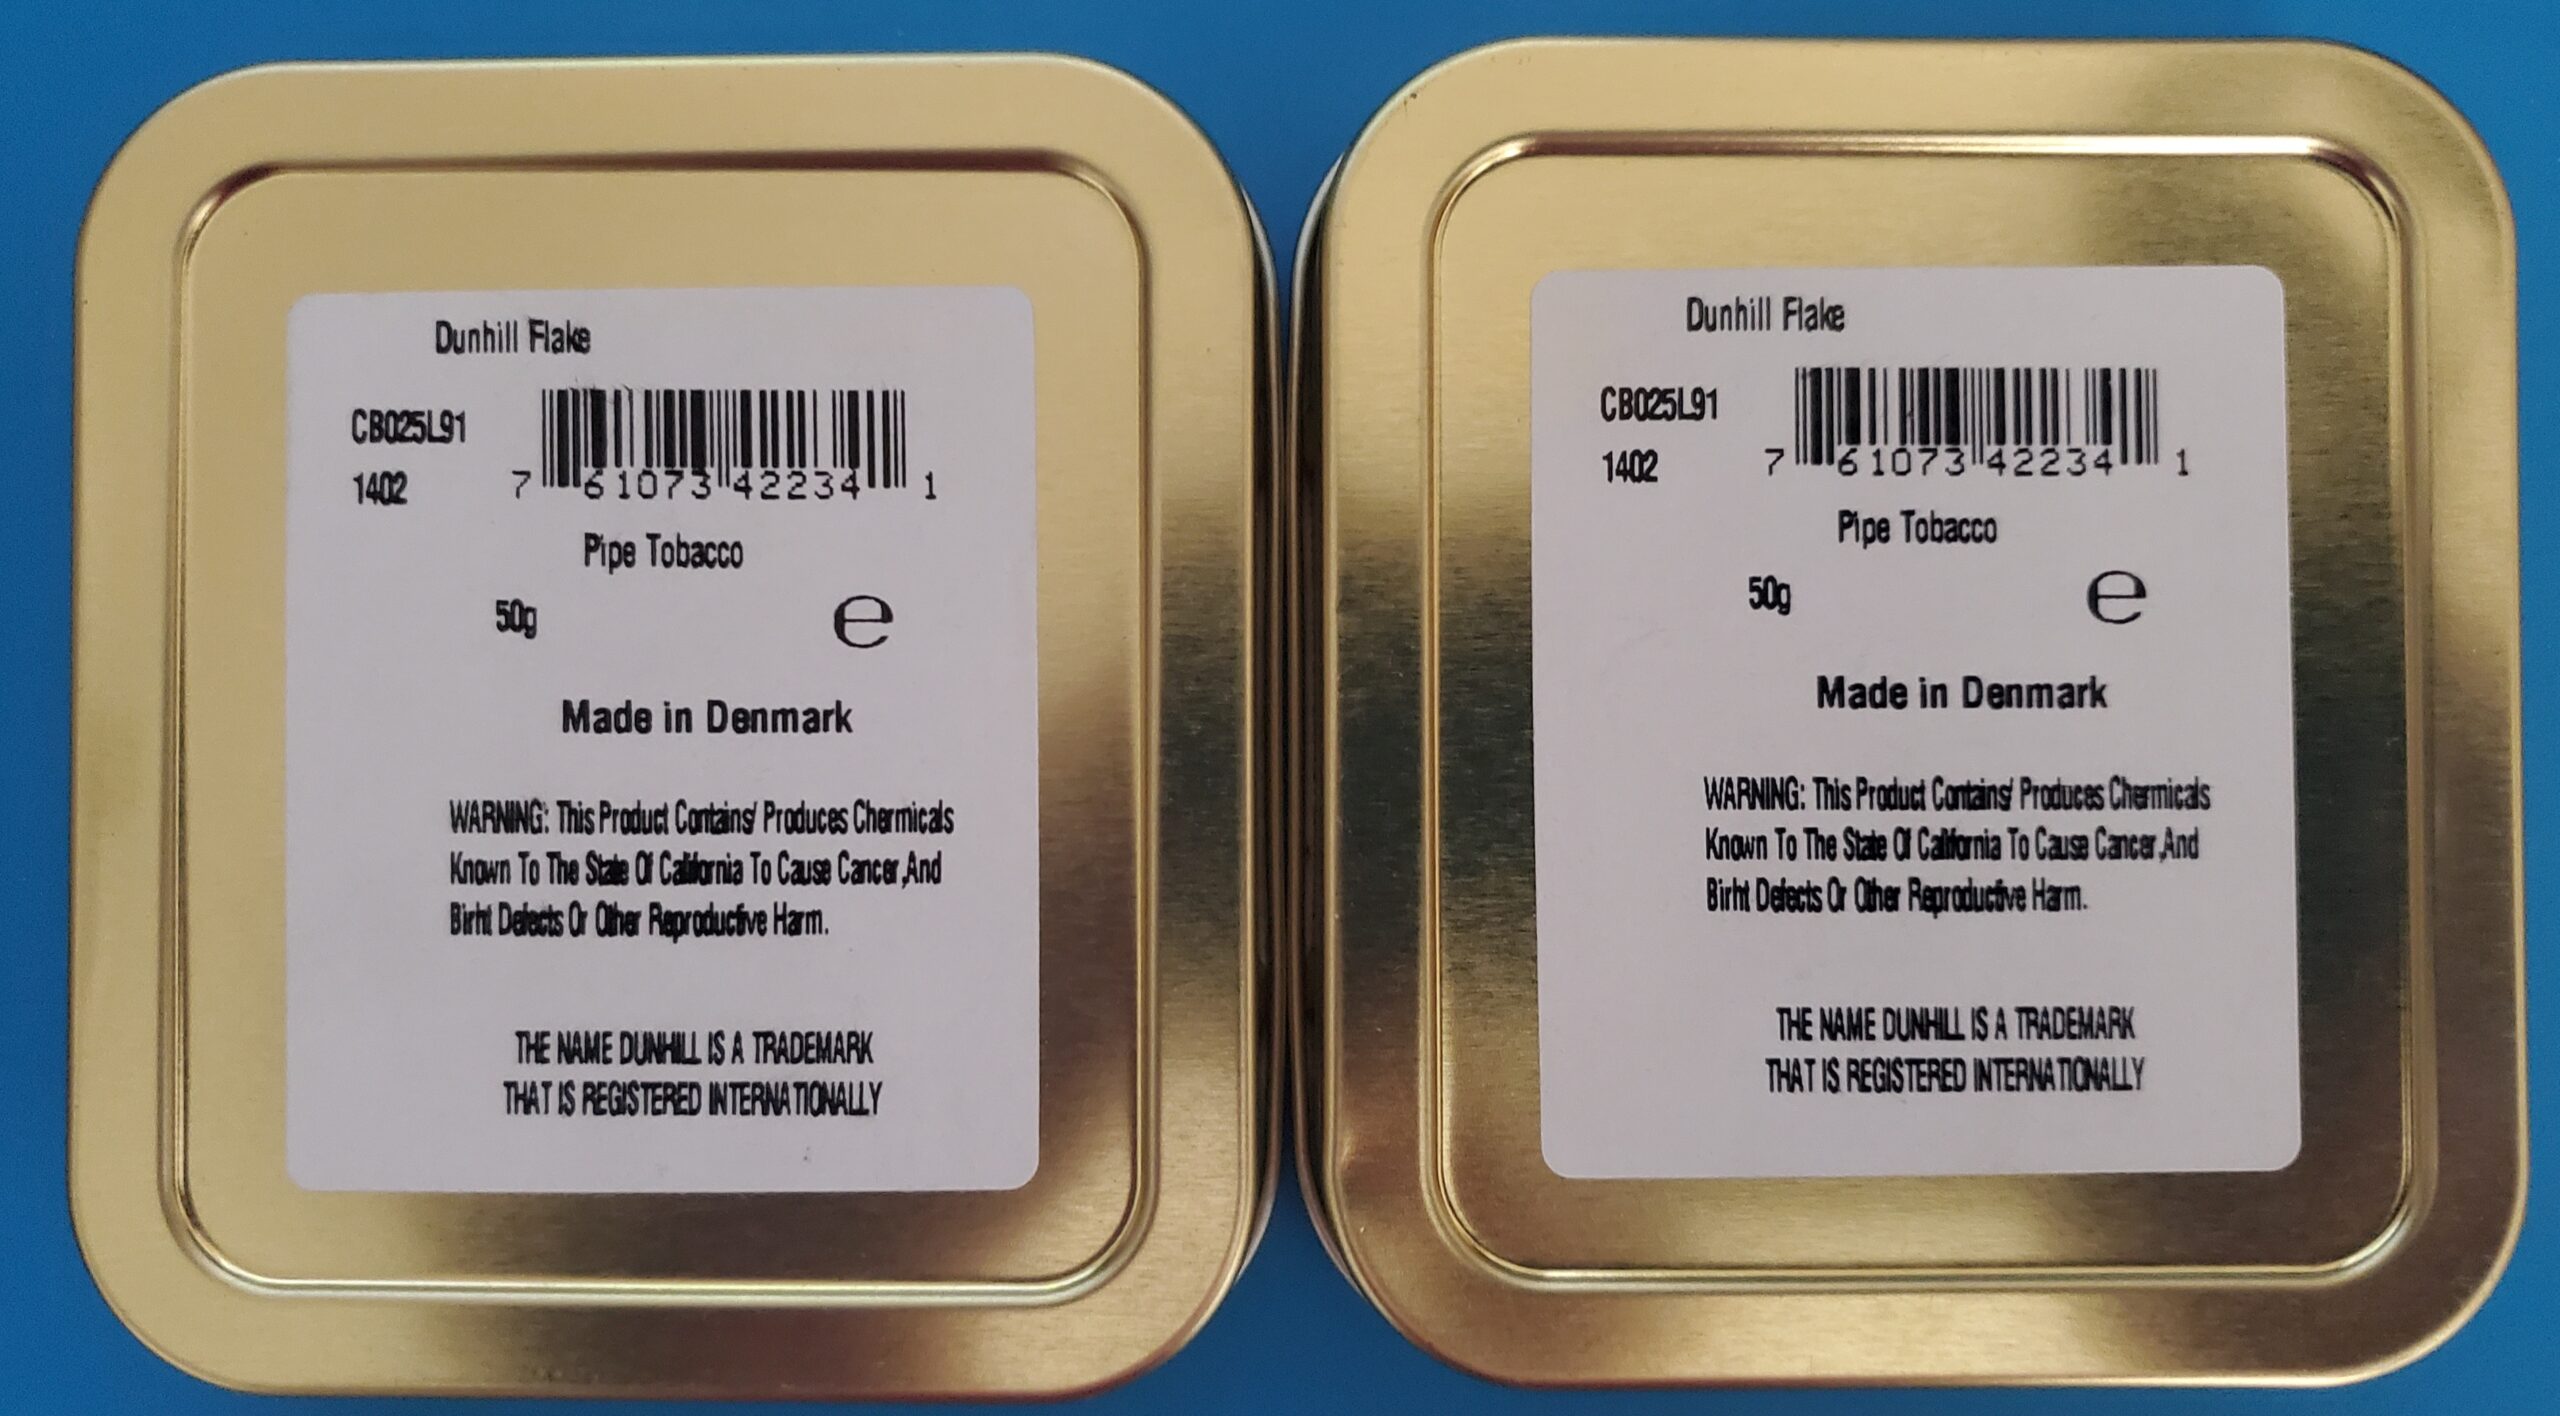 Dunhill Flake
CB025L91
1402
7 61073 42234 1
Pipe Tobacco
50g ℮
Made in Denmark
WARNING: This Product Contains/ Produces Chermicals
Known To The State Of California To Cause Cancer,And
Birht Defects Or Other Reproductive Harm.
THE NAME DUNHILL IS A TRADEMARK
THAT IS REGISTERED INTERNATIONALLY
Dunhill Flake
CB025L91
1402
7 61073 42234 1
Pipe Tobacco
50g ℮
Made in Denmark
WARNING: This Product Contains/ Produces Chermicals
Known To The State Of California To Cause Cancer,And
Birht Defects Or Other Reproductive Harm.
THE NAME DUNHILL IS A TRADEMARK
THAT IS REGISTERED INTERNATIONALLY